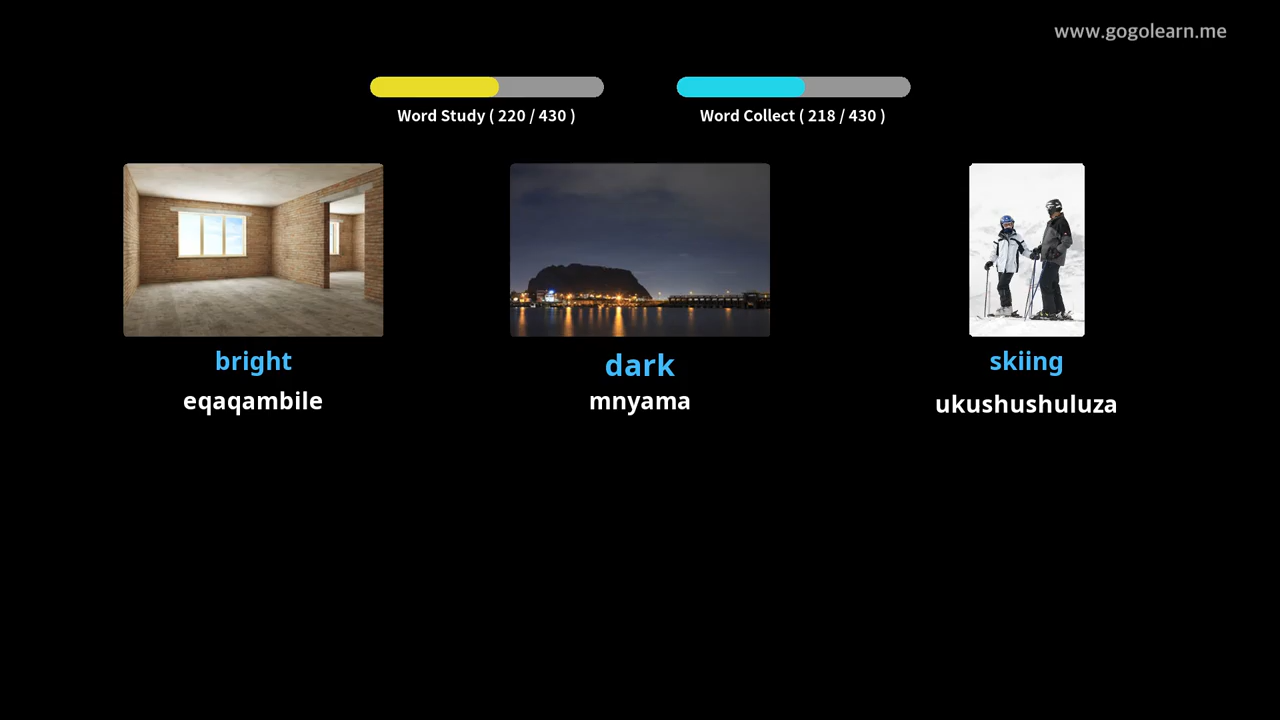 www.gogolearn.me
Word Study ( 220 / 430 )
Word Collect ( 218 / 430 )
bright
eqaqambile
dark
mnyama
skiing
ukushushuluza